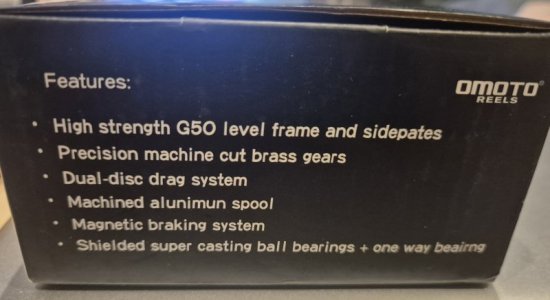 Features:
OMOTO®
REELS
· High strength G50 level frame and sidepates
· Precision machine cut brass gears
· Dual-disc drag system
· Machined alunimun spool
· Magnetic braking system
· Shielded super casting ball bearings + one way beairng